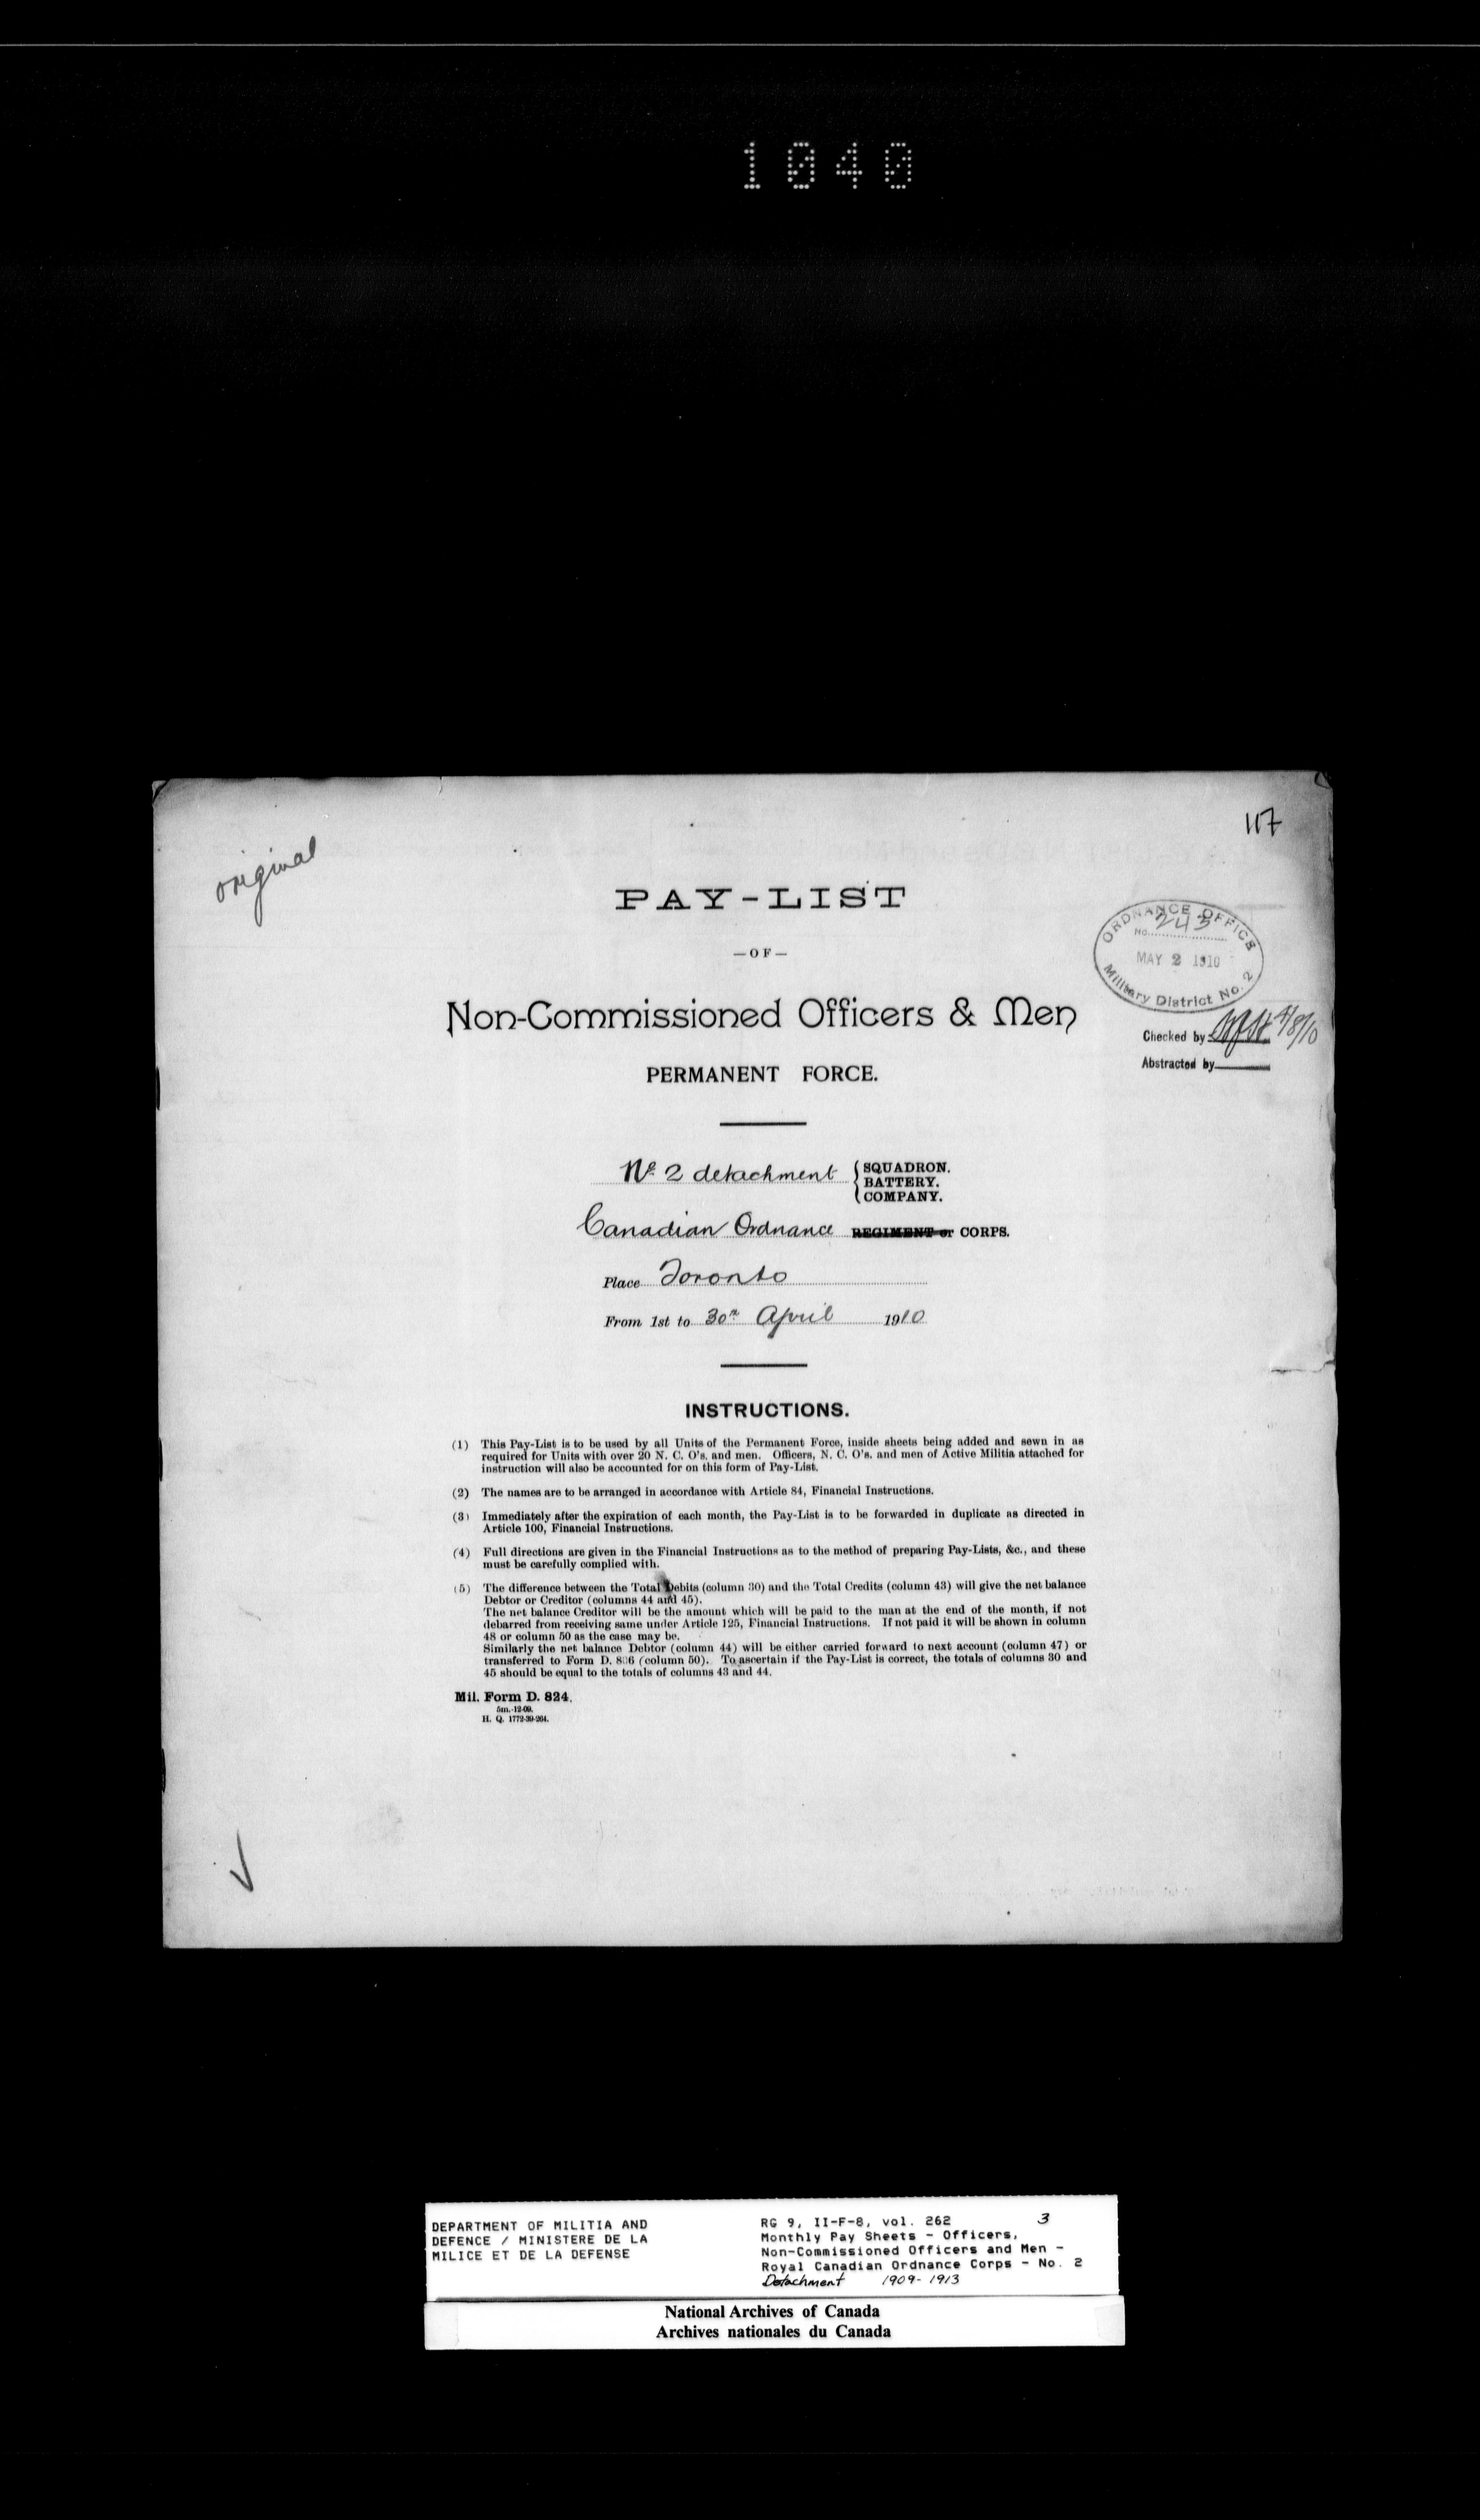 1040
117
original
PAY-LIST
—OF—
Non-Commissioned Officers & Men
PERMANENT FORCE.
ORDNANCE OFFICE
No. 243
MAY 2 1910
Military District No. 2
Checked by 4/8/10
Abstracted by
No. 2 detachment { SQUADRON. BATTERY. COMPANY.
Canadian Ordnance REGIMENT or CORPS.
Place Toronto
From 1st to 30th April 1910
INSTRUCTIONS.
(1) This Pay-List is to be used by all Units of the Permanent Force, inside sheets being added and sewn in as
required for Units with over 20 N. C. O's. and men. Officers, N. C. O's. and men of Active Militia attached for
instruction will also be accounted for on this form of Pay-List.
(2) The names are to be arranged in accordance with Article 84, Financial Instructions.
(3) Immediately after the expiration of each month, the Pay-List is to be forwarded in duplicate as directed in
Article 100, Financial Instructions.
(4) Full directions are given in the Financial Instructions as to the method of preparing Pay-Lists, &c., and these
must be carefully complied with.
(5) The difference between the Total Debits (column 30) and the Total Credits (column 43) will give the net balance
Debtor or Creditor (columns 44 and 45).
The net balance Creditor will be the amount which will be paid to the man at the end of the month, if not
debarred from receiving same under Article 125, Financial Instructions. If not paid it will be shown in column
48 or column 50 as the case may be.
Similarly the net balance Debtor (column 44) will be either carried forward to next account (column 47) or
transferred to Form D. 836 (column 50). To ascertain if the Pay-List is correct, the totals of columns 30 and
45 should be equal to the totals of columns 43 and 44.
Mil. Form D. 824.
5m.-12-09.
H. Q. 1772-39-264.
DEPARTMENT OF MILITIA AND
DEFENCE / MINISTERE DE LA
MILICE ET DE LA DEFENSE
RG 9, II-F-8, vol. 262 3
Monthly Pay Sheets - Officers,
Non-Commissioned Officers and Men -
Royal Canadian Ordnance Corps - No. 2
Detachment 1909-1913
National Archives of Canada
Archives nationales du Canada